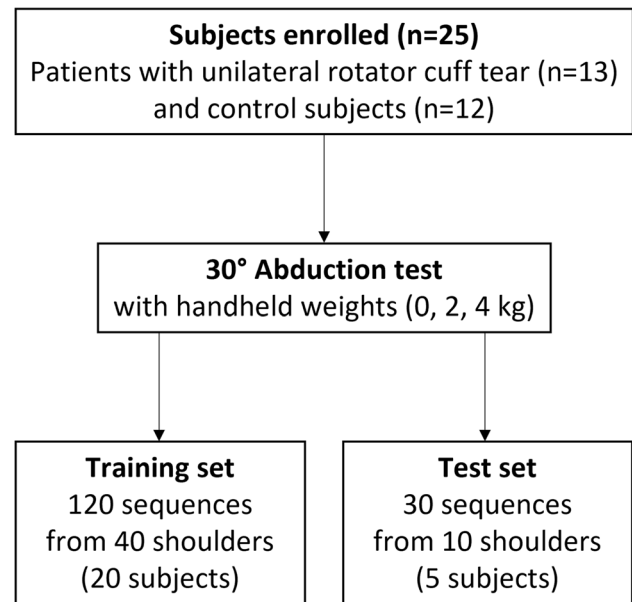 Subjects enrolled (n=25)
Patients with unilateral rotator cuff tear (n=13)
and control subjects (n=12)
30° Abduction test
with handheld weights (0, 2, 4 kg)
Training set
120 sequences
from 40 shoulders
(20 subjects)
Test set
30 sequences
from 10 shoulders
(5 subjects)